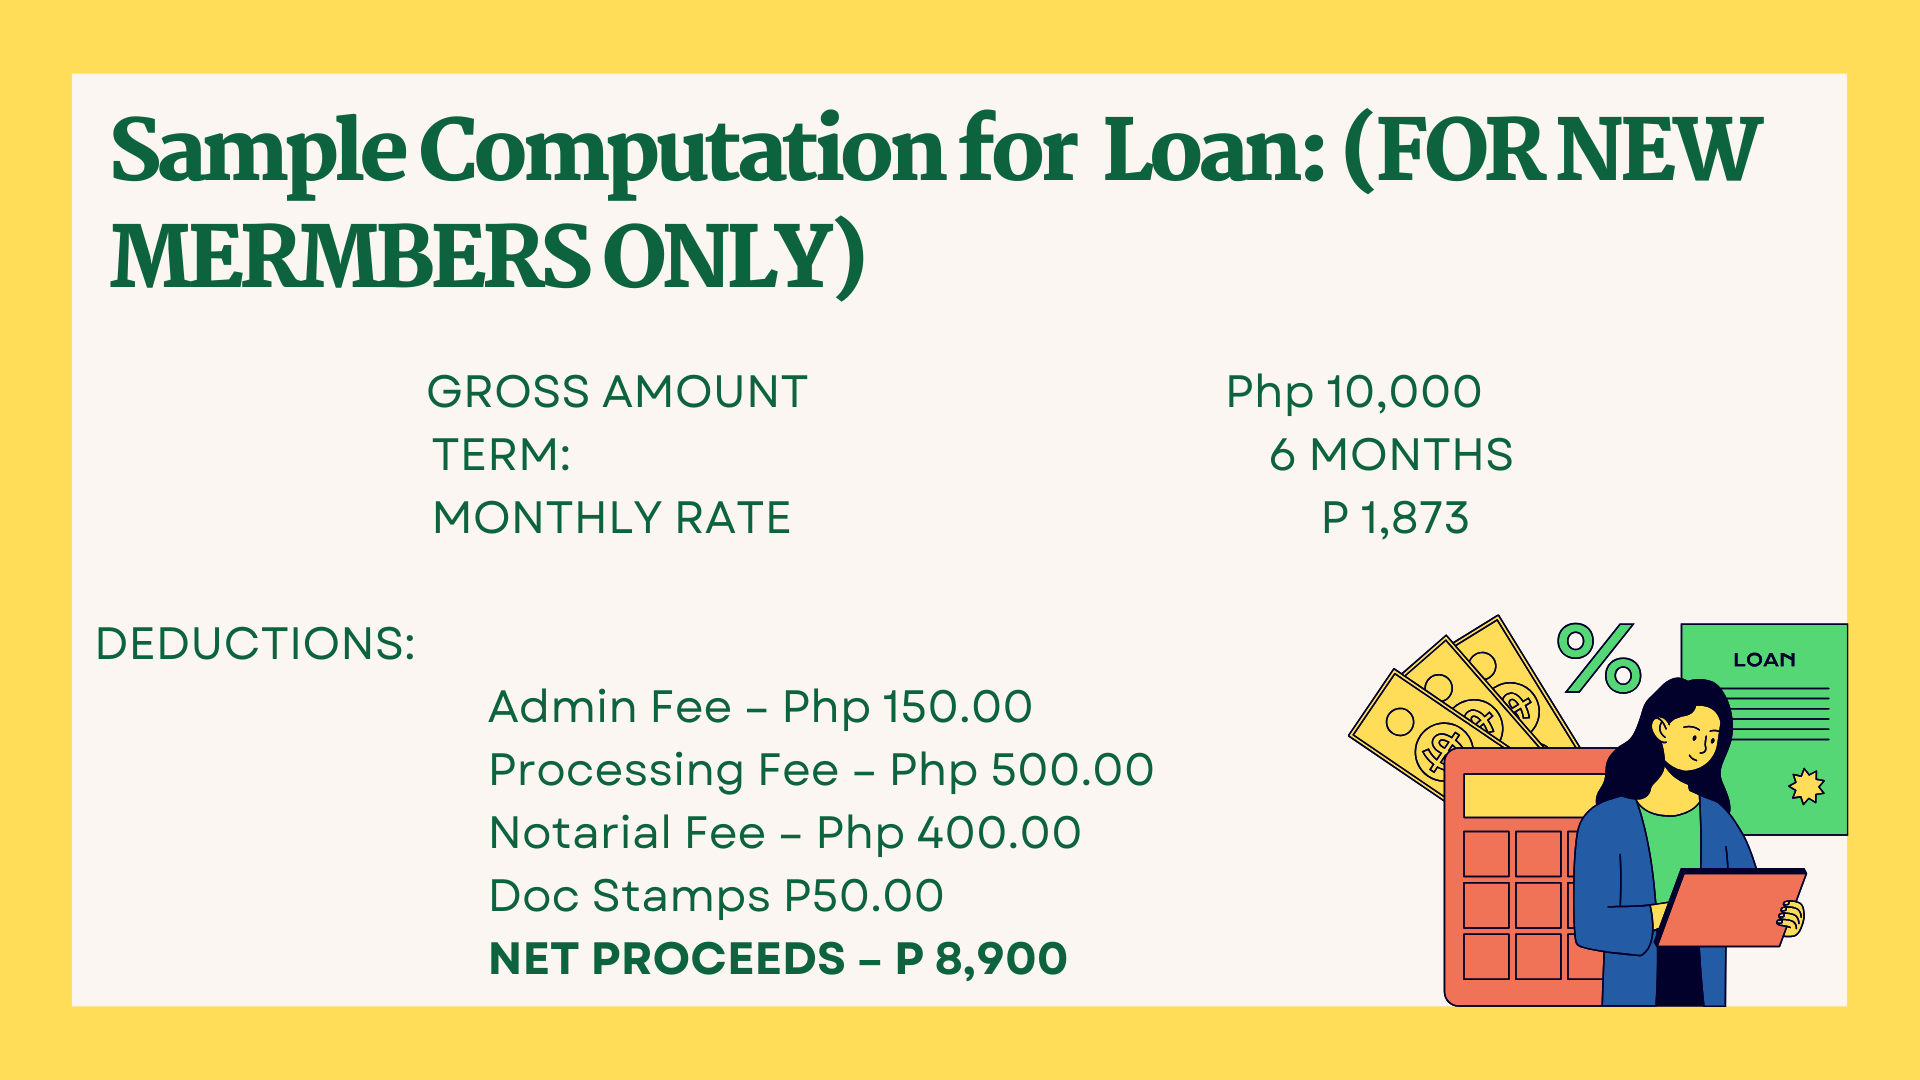 Sample Computation for Loan: (FOR NEW
MERMBERS ONLY)
GROSS AMOUNT Php 10,000
TERM: 6 MONTHS
MONTHLY RATE P 1,873
DEDUCTIONS:
Admin Fee – Php 150.00
Processing Fee – Php 500.00
Notarial Fee – Php 400.00
Doc Stamps P50.00
NET PROCEEDS – P 8,900
%
LOAN